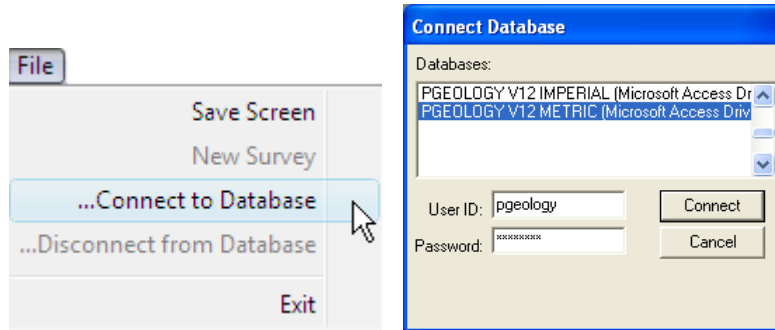 File
Save Screen
New Survey
...Connect to Database
...Disconnect from Database
Exit
Connect Database
Databases:
PGEOLOGY V12 IMPERIAL (Microsoft Access Dr
PGEOLOGY V12 METRIC (Microsoft Access Driv
User ID: pgeology Connect
Password: ******** Cancel